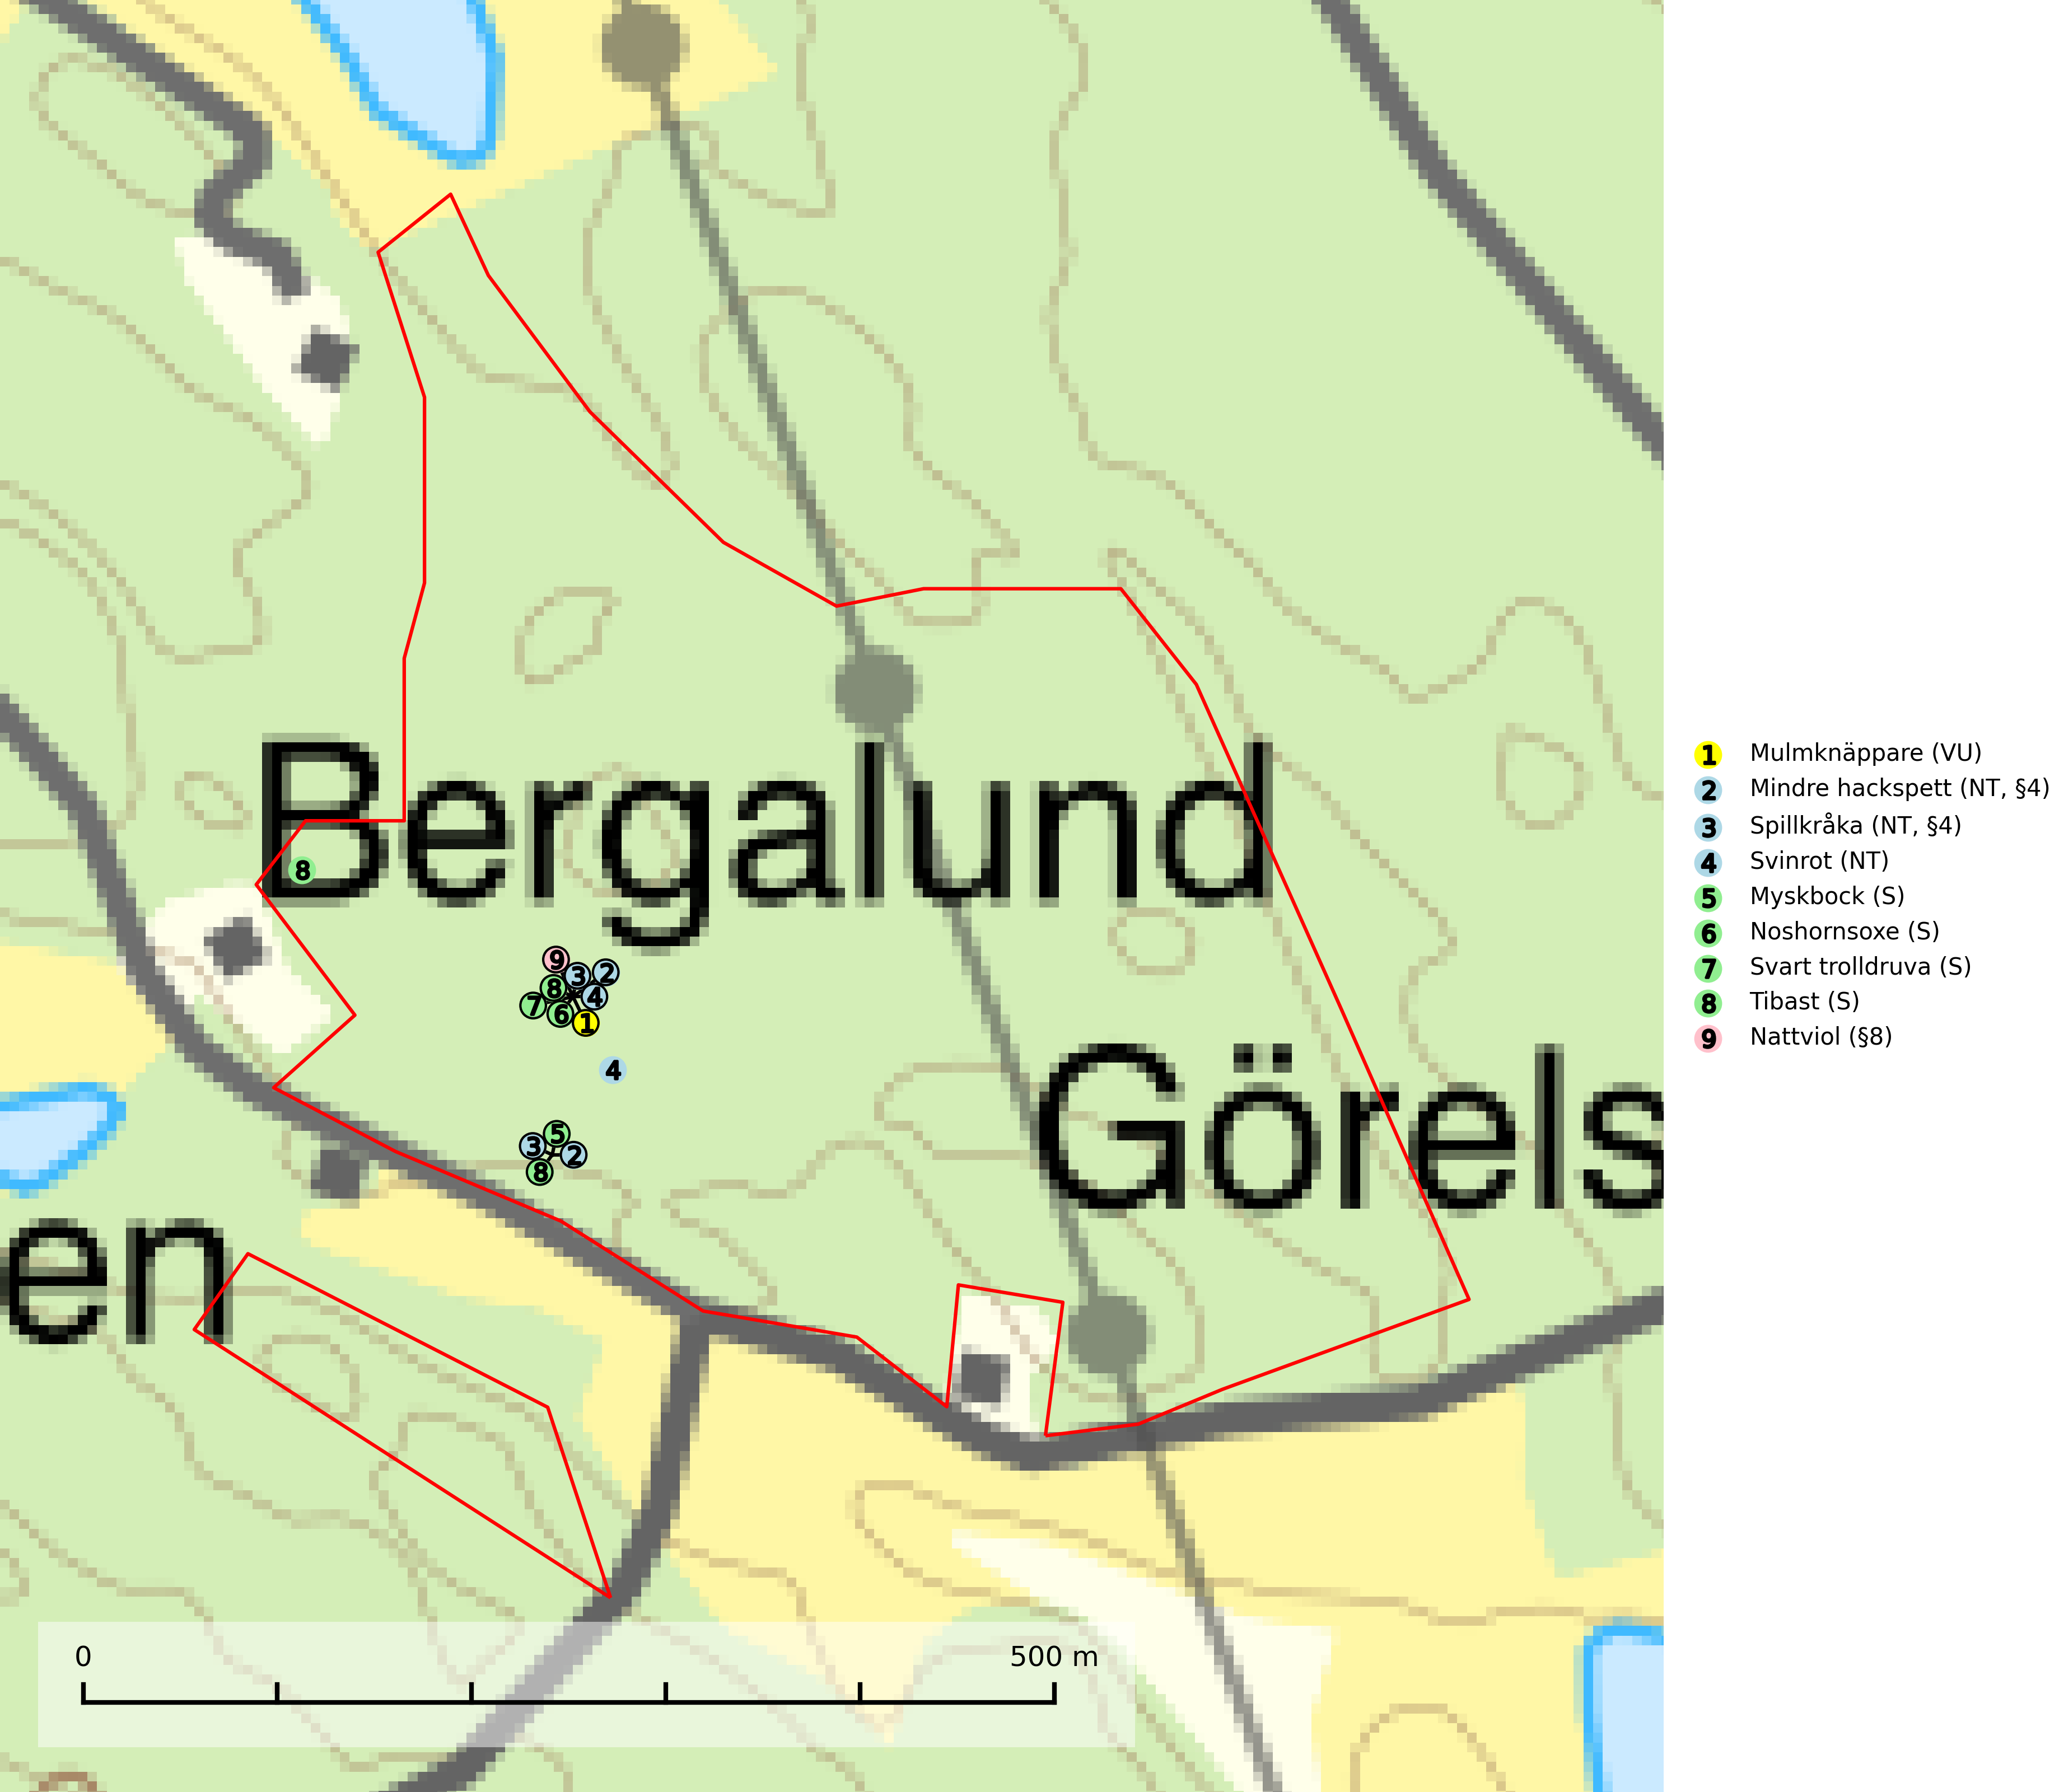 Bergalund
8
9
3
2
8
4
7
6
1
4
Görels
5
3
2
8
en
0
500 m
1 Mulmknäppare (VU)
2 Mindre hackspett (NT, §4)
3 Spillkråka (NT, §4)
4 Svinrot (NT)
5 Myskbock (S)
6 Noshornsoxe (S)
7 Svart trolldruva (S)
8 Tibast (S)
9 Nattviol (§8)